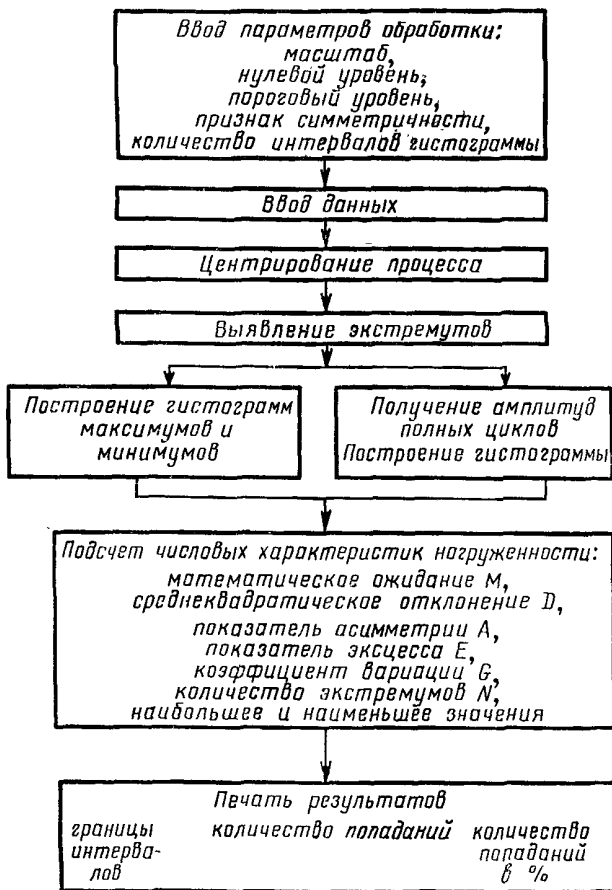 Ввод параметров обработки:
масштаб,
нулевой уровень,
пороговый уровень,
признак симметричности,
количество интервалов гистограммы
Ввод данных
Центрирование процесса
Выявление экстремутов
Построение гистограмм
максимумов и
минимумов
Получение амплитуд
полных циклов
Построение гистограммы
Подсчет числовых характеристик нагруженности:
математическое ожидание M,
среднеквадратическое отклонение D,
показатель асимметрии A,
показатель эксцесса E,
коэффициент вариации G,
количество экстремумов N,
наибольшее и наименьшее значения
Печать результатов
границы
интерва-
лов
количество попаданий
количество
попаданий
в %